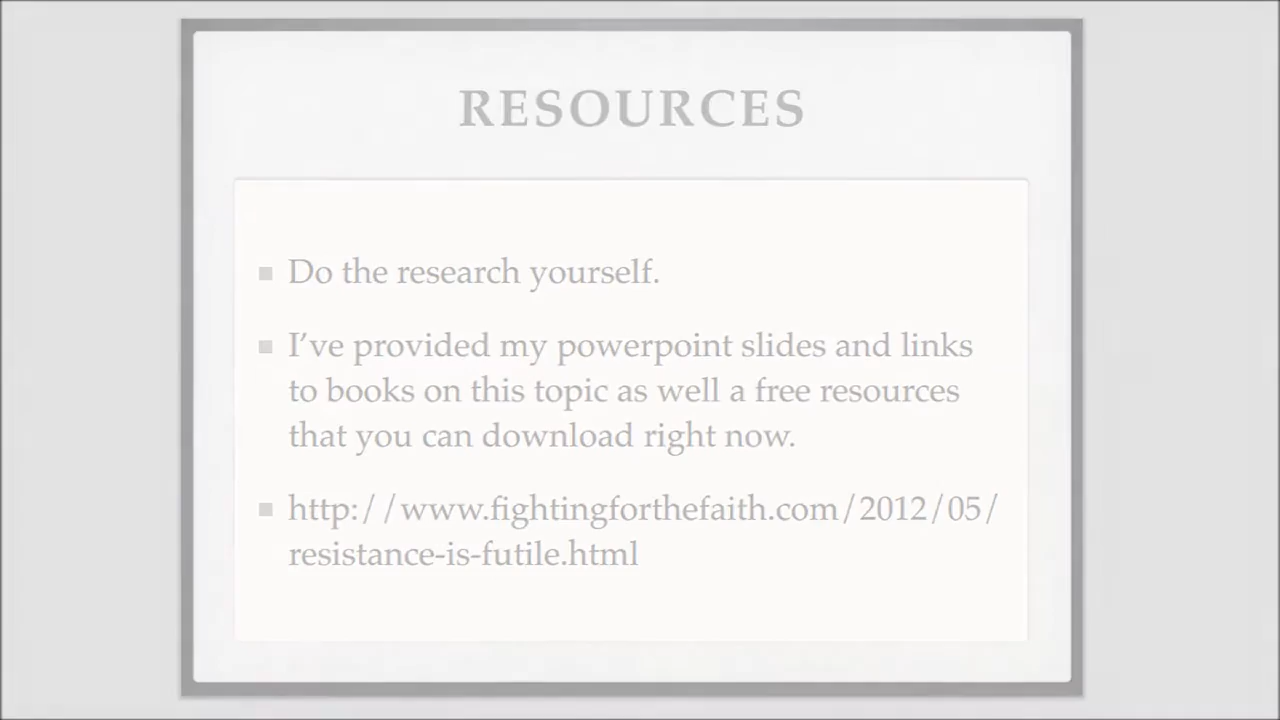 RESOURCES
Do the research yourself.
I've provided my powerpoint slides and links
to books on this topic as well a free resources
that you can download right now.
http://www.fightingforthefaith.com/2012/05/
resistance-is-futile.html